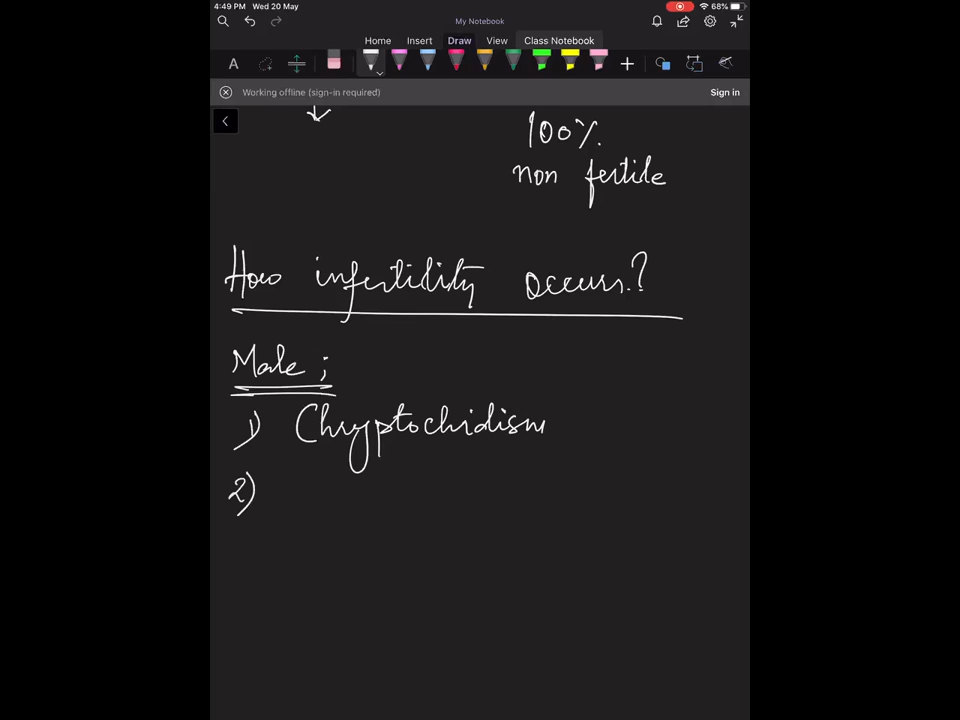 4:49 PM Wed 20 May 68%
My Notebook
Home Insert Draw View Class Notebook
A
Working offline (sign-in required) Sign in
100%
non fertile
How infertility occurs.?
Male ;
1) Chryptochidism
2)